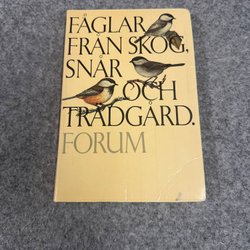 FÅGLAR
FRÅN SKOG,
SNÅR
OCH
TRÄDGÅRD.
FORUM